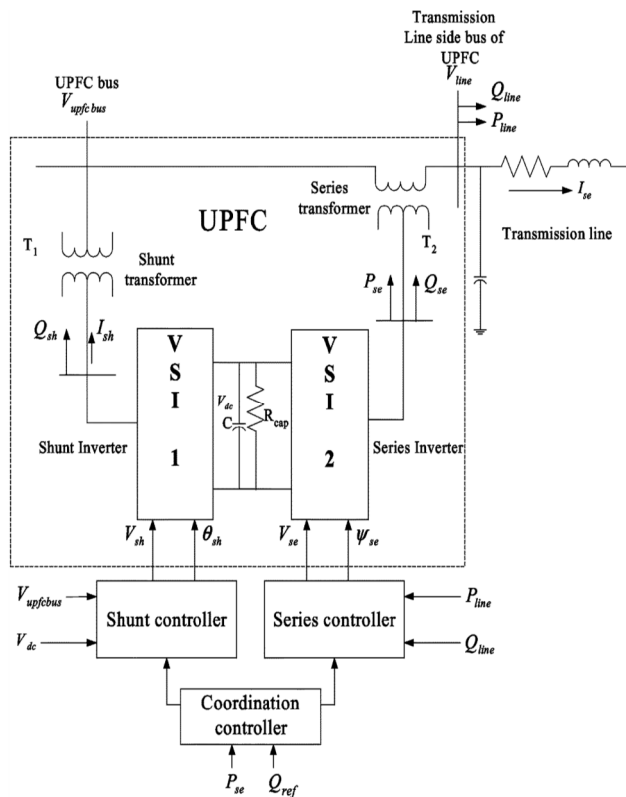 Transmission
Line side bus of
UPFC
V_line
Q_line
P_line
UPFC bus
V_upfc bus
Series
transformer
I_se
UPFC
T_1
Shunt
transformer
T_2
Transmission line
P_se
Q_se
Q_sh
I_sh
V
S
I
1
V
S
I
2
V_dc
C
R_cap
Shunt Inverter
Series Inverter
V_sh
θ_sh
V_se
ψ_se
V_upfcbus
V_dc
Shunt controller
Series controller
P_line
Q_line
Coordination
controller
P_se
Q_ref